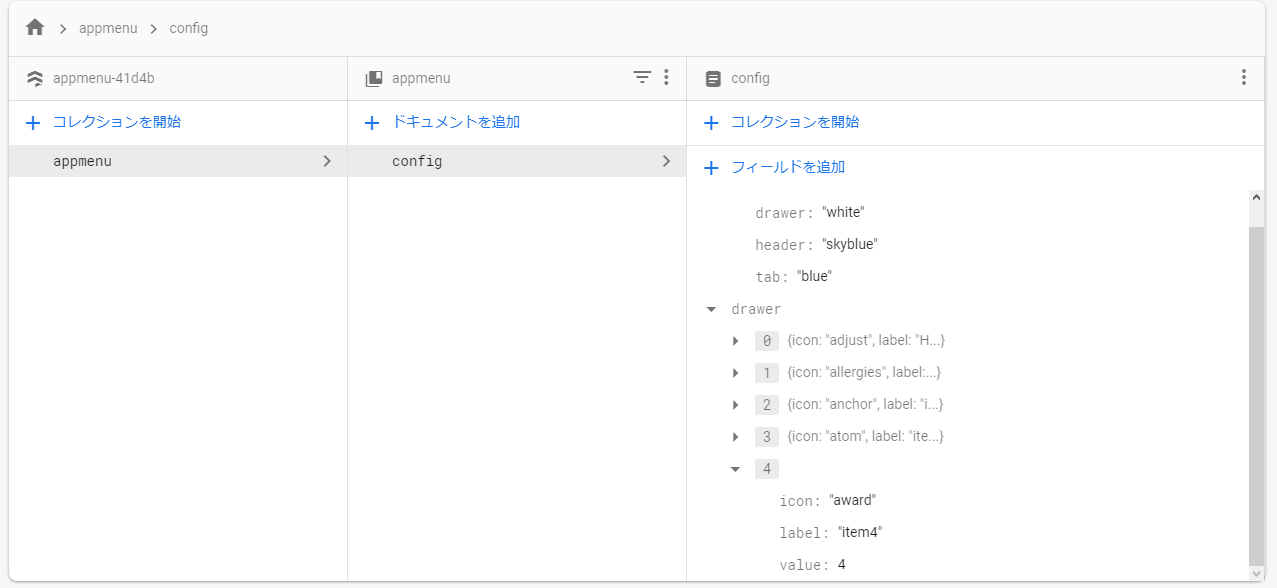 appmenu > config
appmenu-41d4b
appmenu
config
コレクションを開始
ドキュメントを追加
コレクションを開始
appmenu
config
フィールドを追加
drawer: "white"
header: "skyblue"
tab: "blue"
drawer
0 {icon: "adjust", label: "H...}
1 {icon: "allergies", label:...}
2 {icon: "anchor", label: "i...}
3 {icon: "atom", label: "ite...}
4
icon: "award"
label: "item4"
value: 4